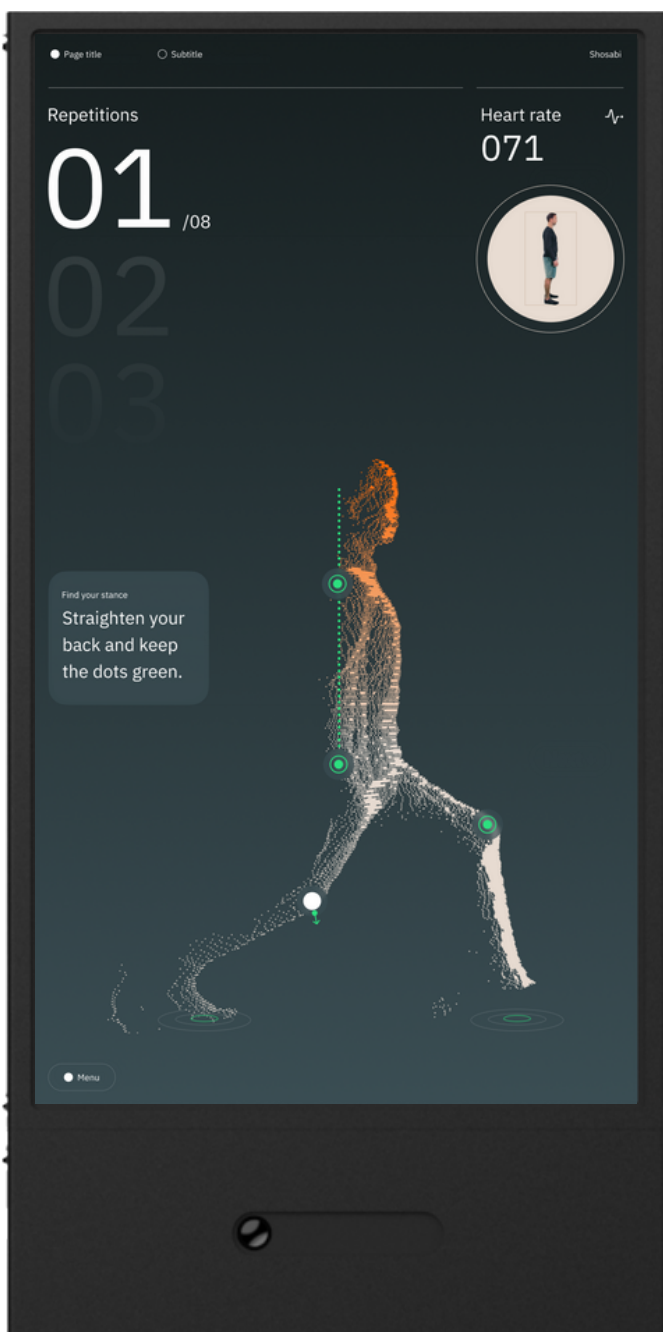 Page title
Subtitle
Shosabi
Repetitions
01 /08
02
03
Heart rate
071
Find your stance
Straighten your
back and keep
the dots green.
Menu